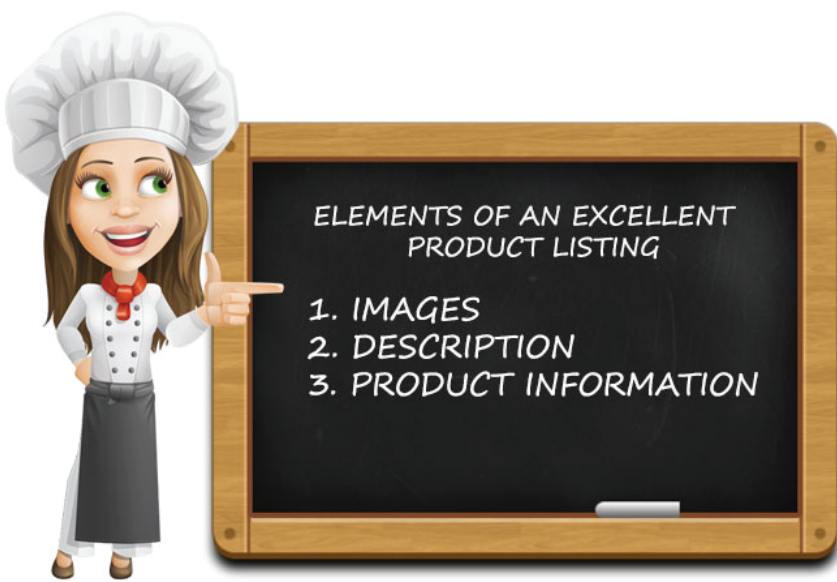 ELEMENTS OF AN EXCELLENT
PRODUCT LISTING
1. IMAGES
2. DESCRIPTION
3. PRODUCT INFORMATION